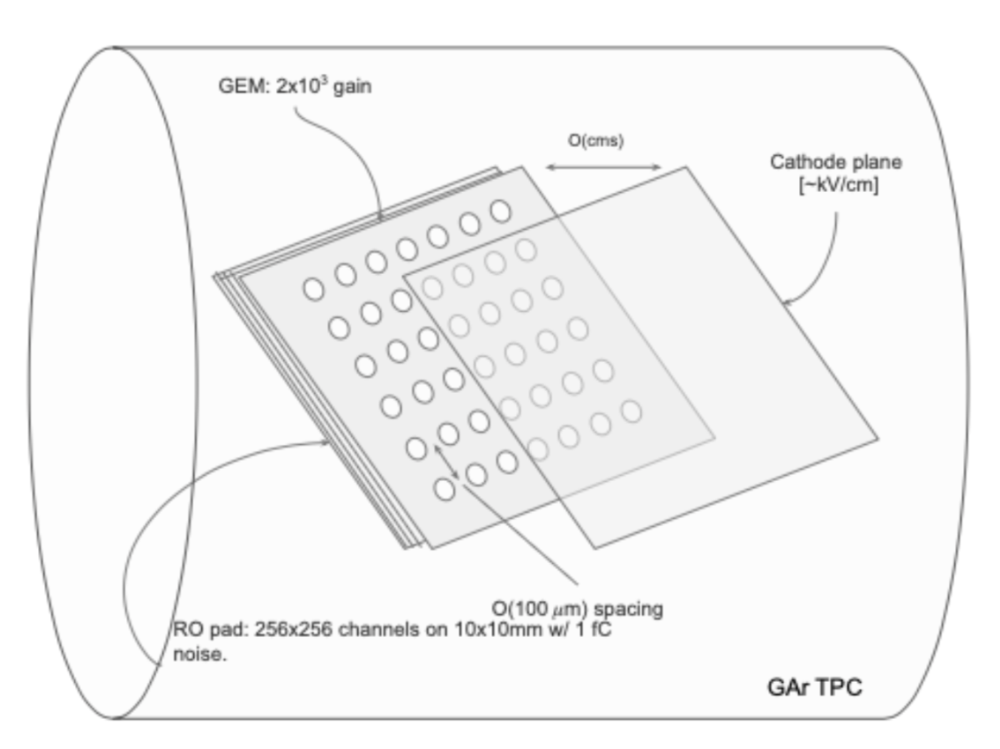 GEM: 2x10³ gain
O(cms)
Cathode plane
[~kV/cm]
O(100 μm) spacing
RO pad: 256x256 channels on 10x10mm w/ 1 fC
noise.
GAr TPC